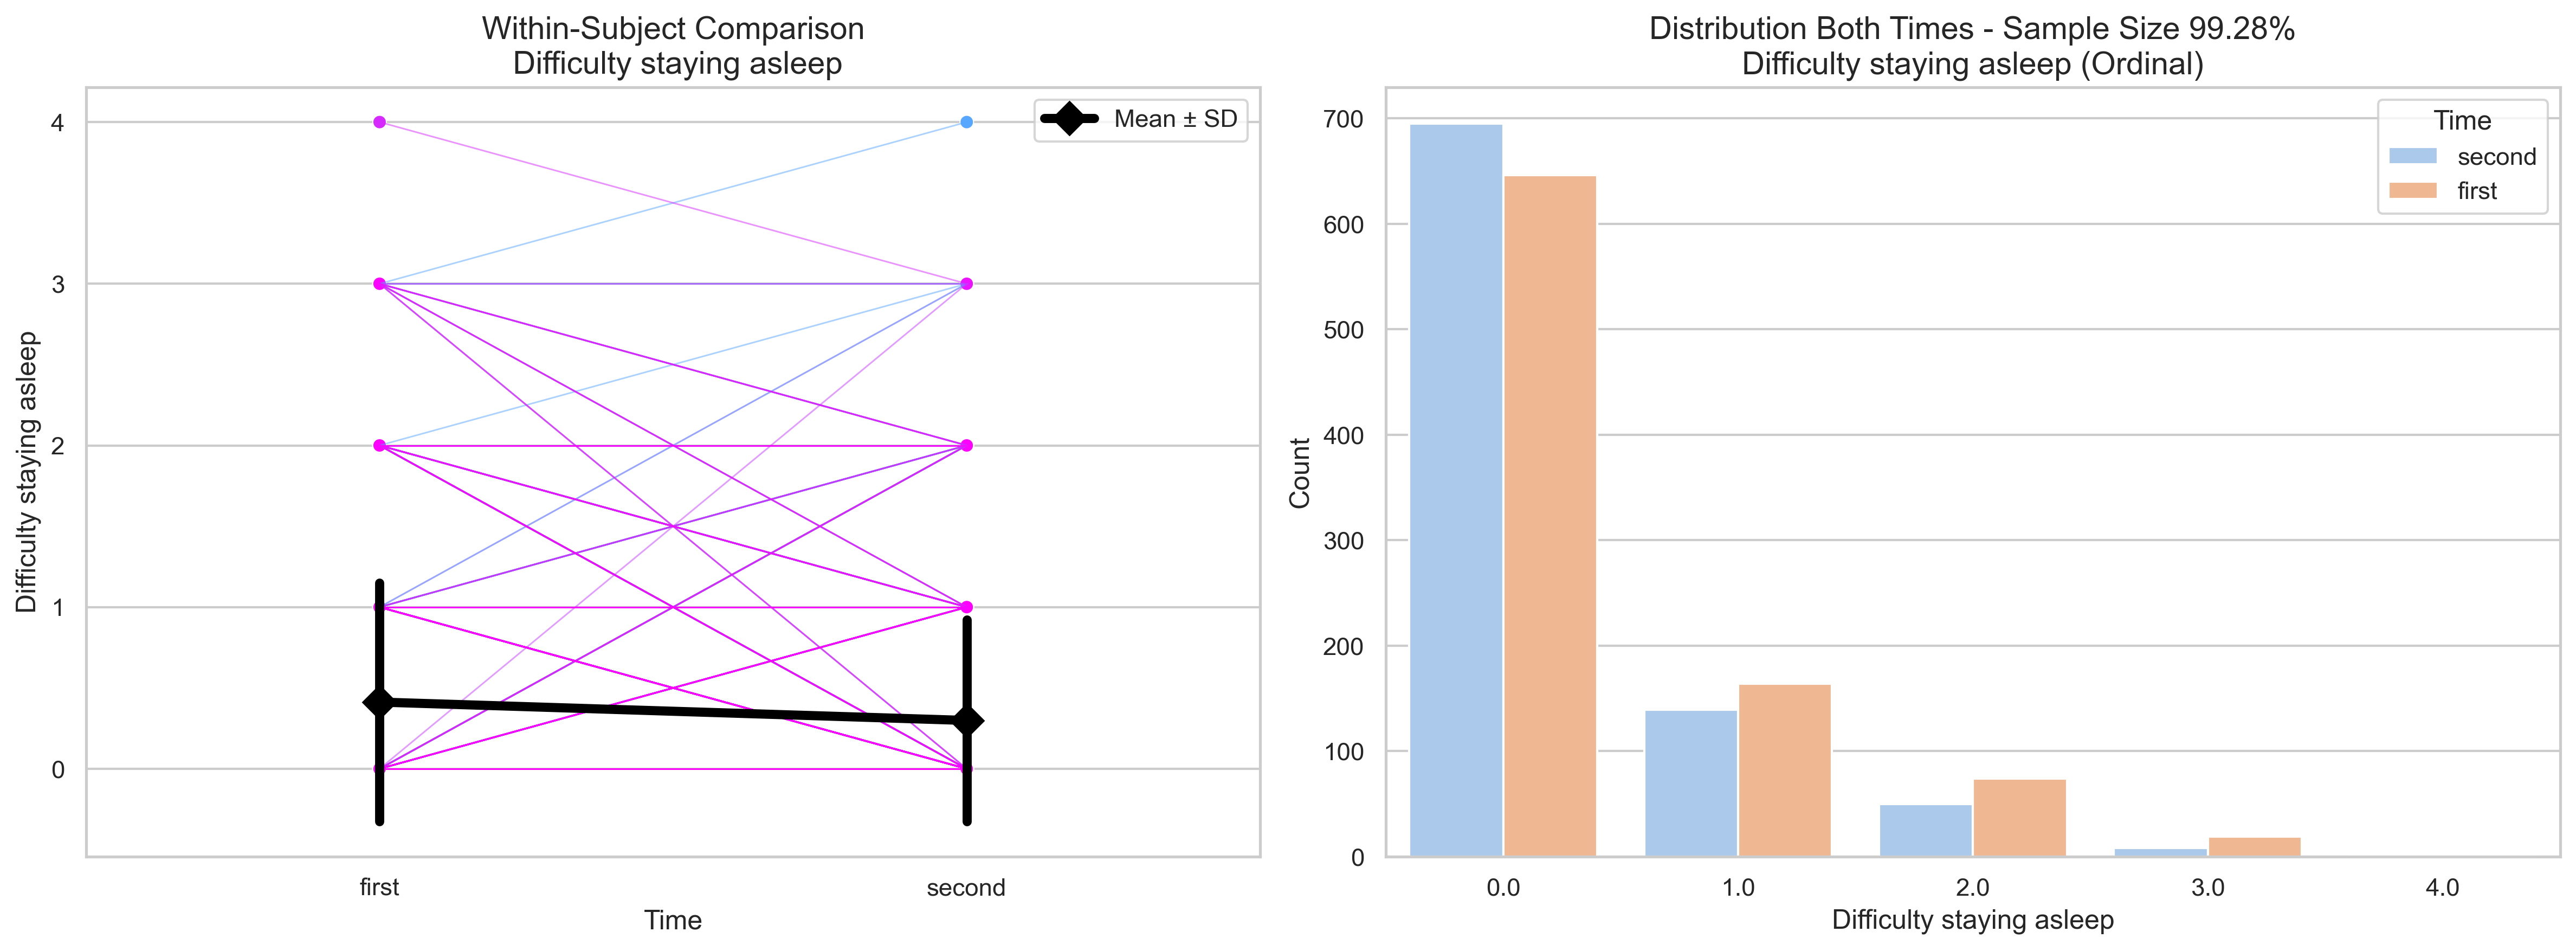 Within-Subject Comparison
Difficulty staying asleep
Mean ± SD
Difficulty staying asleep
4
3
2
1
0
first
second
Time
Distribution Both Times - Sample Size 99.28%
Difficulty staying asleep (Ordinal)
Time
second
first
Count
700
600
500
400
300
200
100
0
0.0
1.0
2.0
3.0
4.0
Difficulty staying asleep